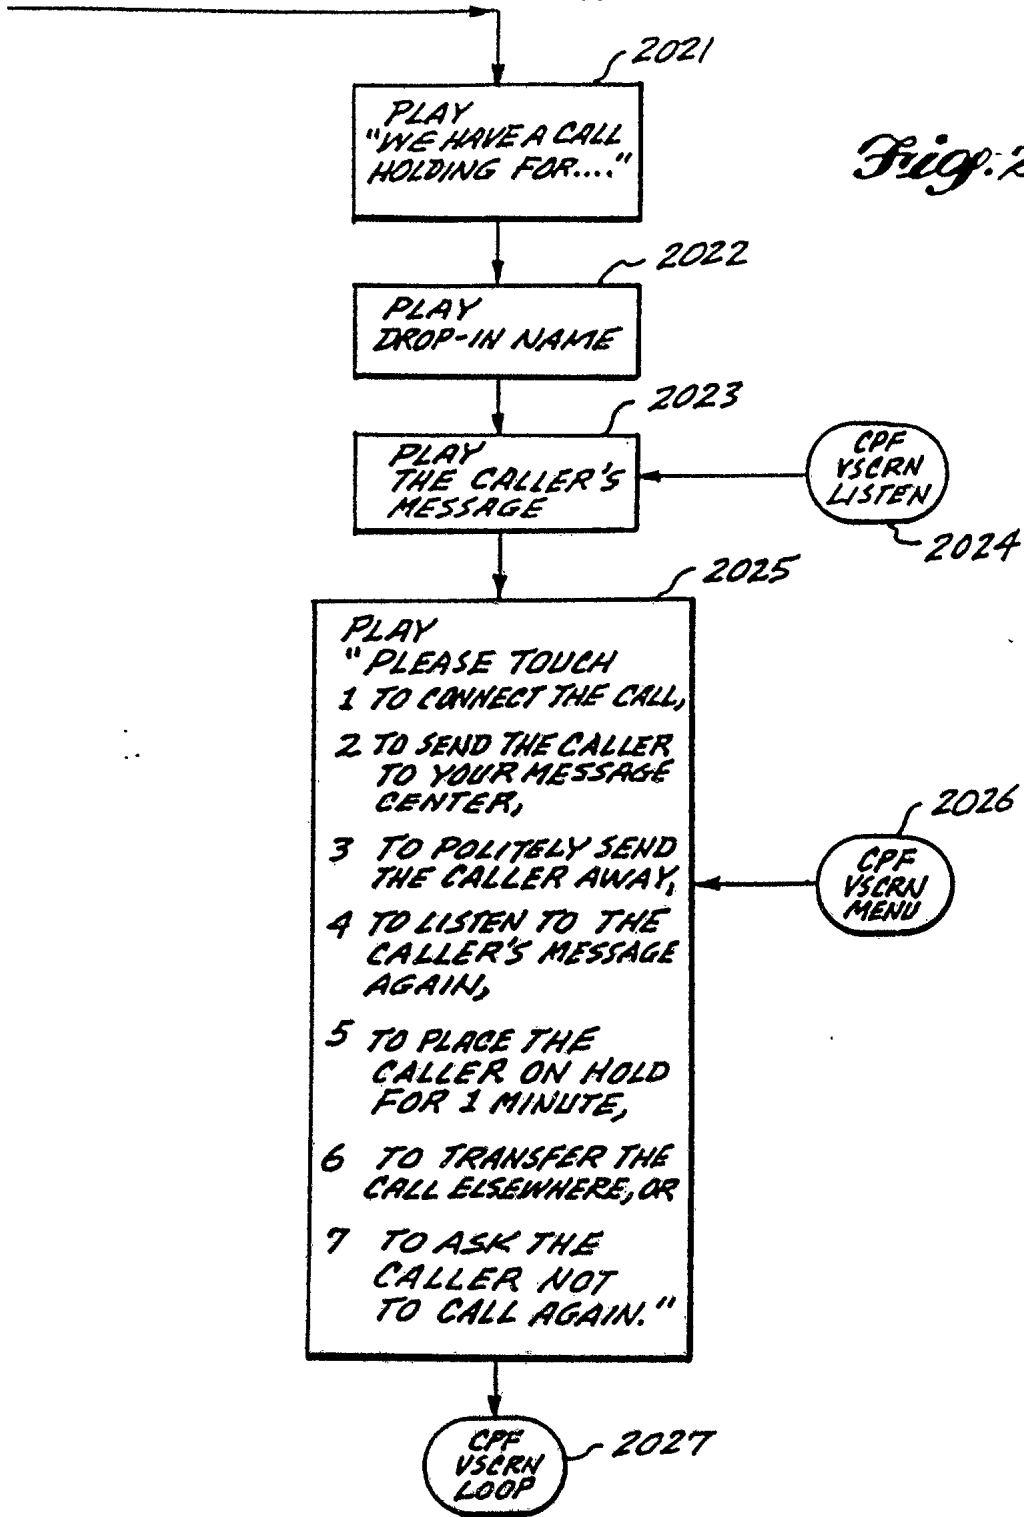 2021
PLAY
"WE HAVE A CALL
HOLDING FOR...."
Fig. 2
2022
PLAY
DROP-IN NAME
2023
PLAY
THE CALLER'S
MESSAGE
CPF
VSCRN
LISTEN
2024
2025
PLAY
"PLEASE TOUCH
1 TO CONNECT THE CALL,
2 TO SEND THE CALLER
TO YOUR MESSAGE
CENTER,
3 TO POLITELY SEND
THE CALLER AWAY,
4 TO LISTEN TO THE
CALLER'S MESSAGE
AGAIN,
5 TO PLACE THE
CALLER ON HOLD
FOR 1 MINUTE,
6 TO TRANSFER THE
CALL ELSEWHERE, OR
7 TO ASK THE
CALLER NOT
TO CALL AGAIN."
2026
CPF
VSCRN
MENU
CPF
VSCRN
LOOP
2027